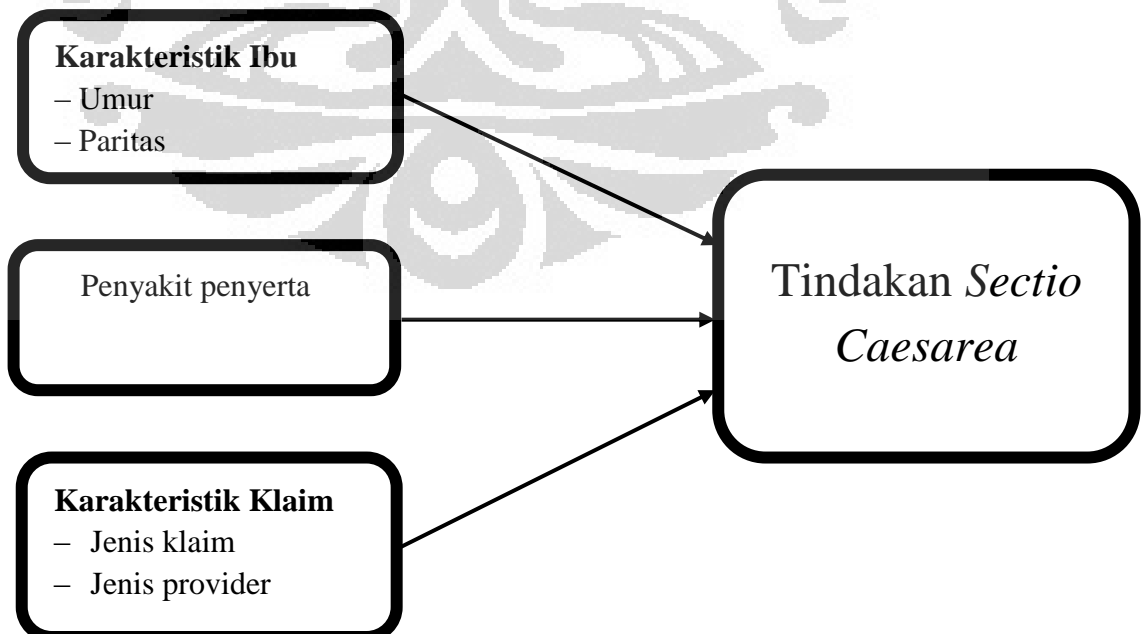 Karakteristik Ibu
– Umur
– Paritas
Penyakit penyerta
Karakteristik Klaim
– Jenis klaim
– Jenis provider
Tindakan Sectio
Caesarea